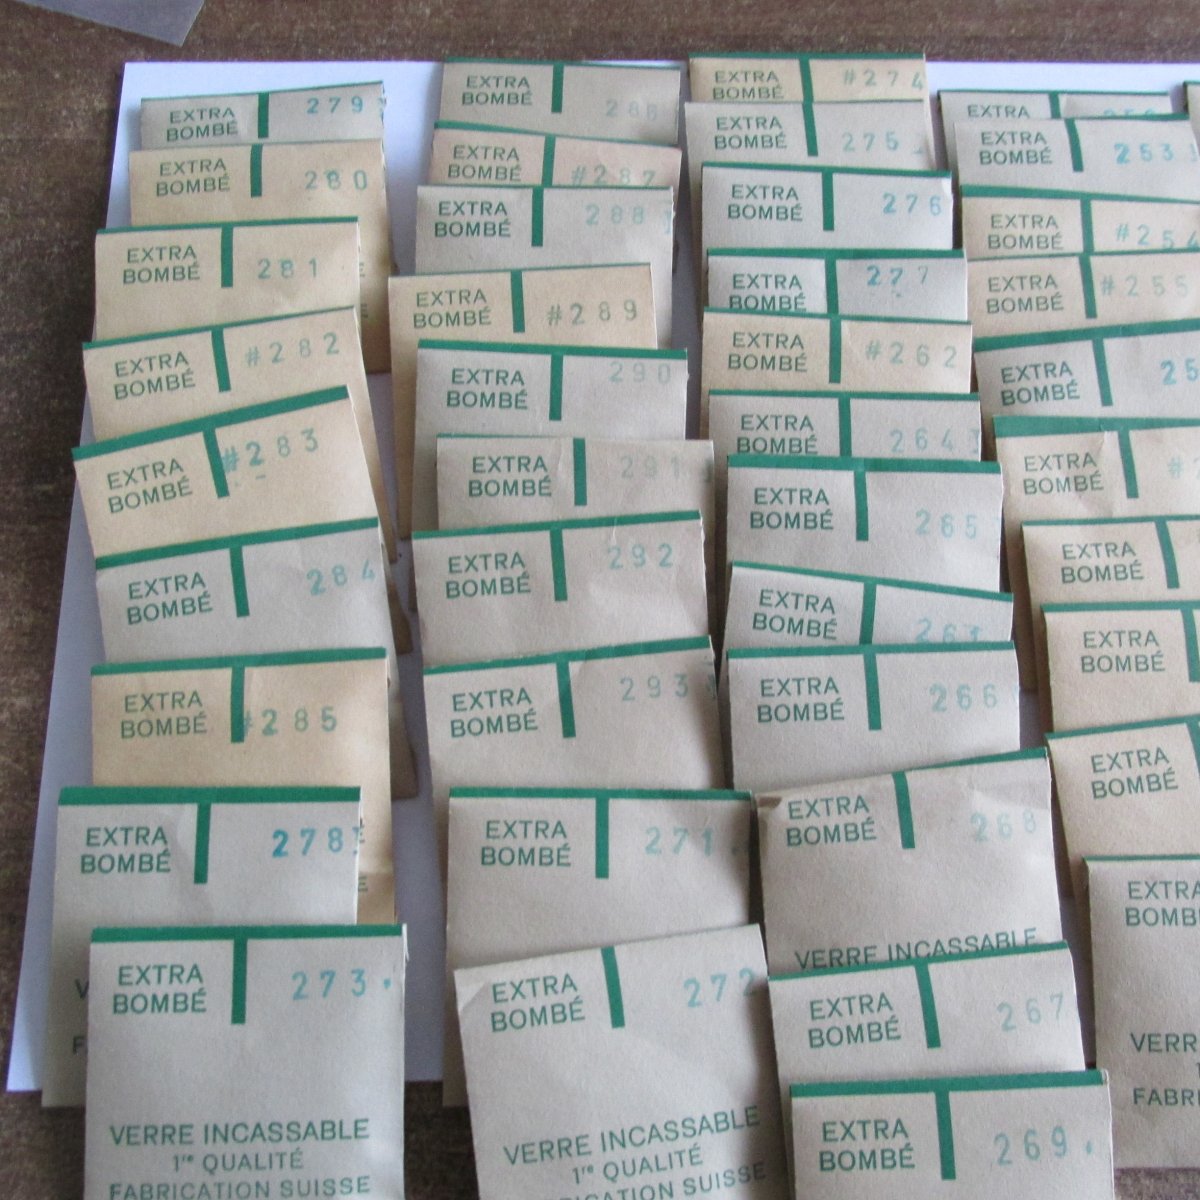 EXTRA
BOMBÉ
279
EXTRA
BOMBÉ
280
EXTRA
BOMBÉ
281
EXTRA
BOMBÉ
#282
EXTRA
BOMBÉ
#283
EXTRA
BOMBÉ
284
EXTRA
BOMBÉ
#285
EXTRA
BOMBÉ
278
EXTRA
BOMBÉ
273.
VERRE INCASSABLE
1re QUALITÉ
FABRICATION SUISSE
EXTRA
BOMBÉ
EXTRA
BOMBÉ
#287
EXTRA
BOMBÉ
288
EXTRA
BOMBÉ
#289
EXTRA
BOMBÉ
290
EXTRA
BOMBÉ
291
EXTRA
BOMBÉ
292
EXTRA
BOMBÉ
293
EXTRA
BOMBÉ
271.
EXTRA
BOMBÉ
272
VERRE INCASSABLE
1re QUALITÉ
SUISSE
EXTRA
BOMBÉ
#274
EXTRA
BOMBÉ
275
EXTRA
BOMBÉ
276
EXTRA
BOMBÉ
277
EXTRA
BOMBÉ
#262
EXTRA
BOMBÉ
264
EXTRA
BOMBÉ
265
EXTRA
BOMBÉ
EXTRA
BOMBÉ
266
EXTRA
BOMBÉ
268
VERRE INCASSABLE
EXTRA
BOMBÉ
267
EXTRA
BOMBÉ
269.
EXTRA
EXTRA
BOMBÉ
253
EXTRA
BOMBÉ
#254
EXTRA
BOMBÉ
#255
EXTRA
BOMBÉ
25
EXTRA
BOMBÉ
EXTRA
BOMBÉ
EXTRA
BOMBÉ
EXTRA
BOMBÉ
EXTRA
BOMB
VERR
FABRI